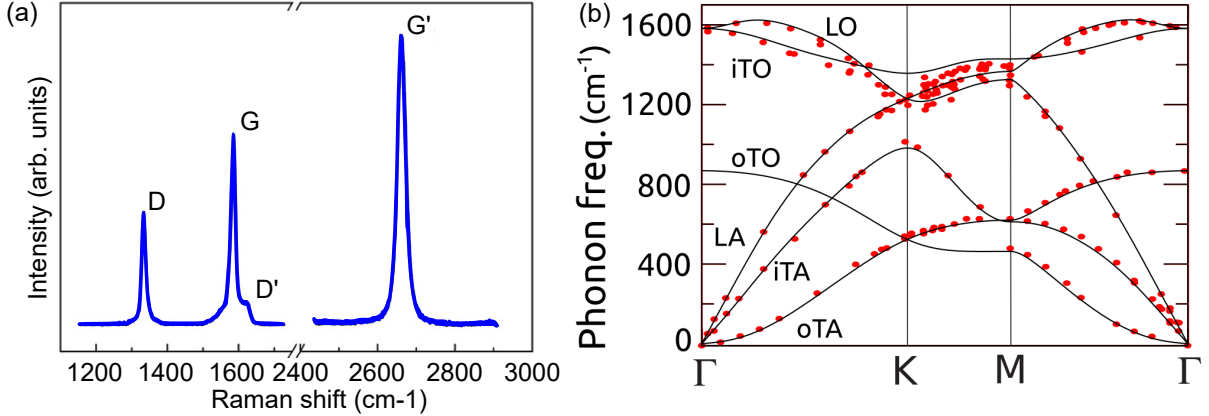 (a)
G'
G
D
D'
Intensity (arb. units)
1200 1400 1600 2400 2600 2800 3000
Raman shift (cm-1)
(b)
1600
1200
800
400
0
Phonon freq.(cm-1)
LO
iTO
oTO
LA
iTA
oTA
Γ K M Γ